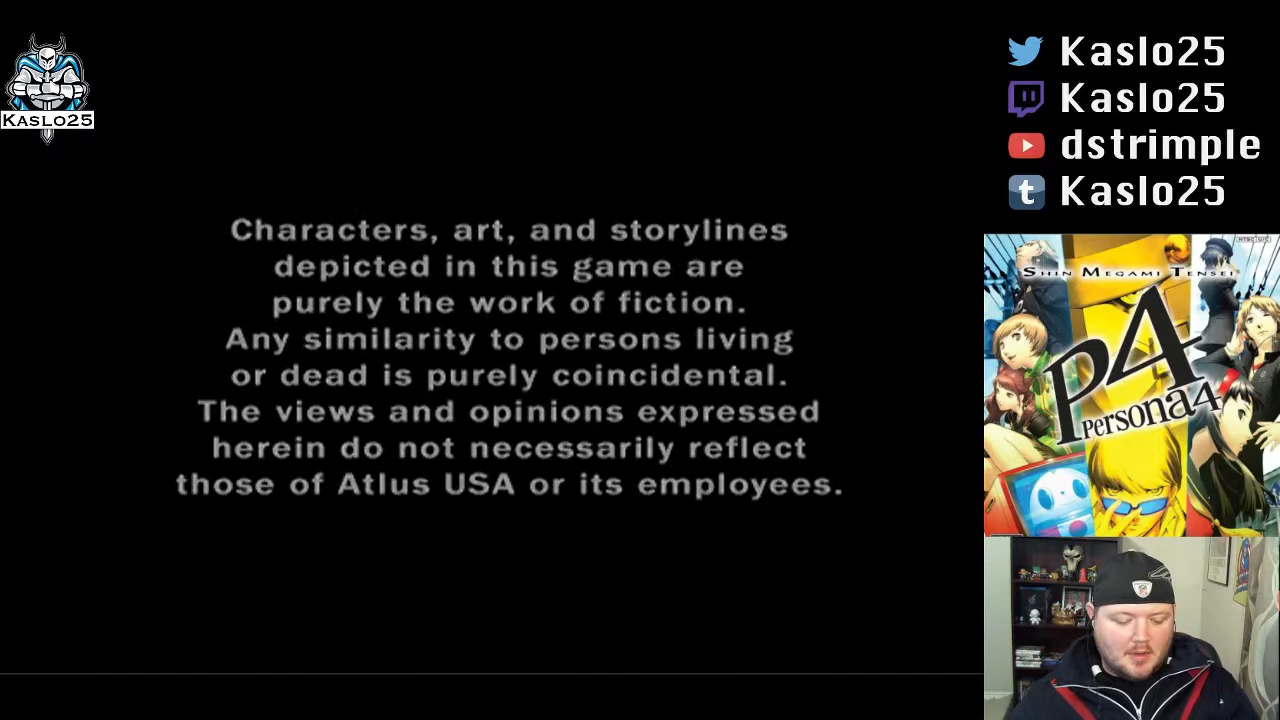 KASLO25
Characters, art, and storylines
depicted in this game are
purely the work of fiction.
Any similarity to persons living
or dead is purely coincidental.
The views and opinions expressed
herein do not necessarily reflect
those of Atlus USA or its employees.
Kaslo25
Kaslo25
dstrimple
Kaslo25
NTSC U/C
SHIN MEGAMI TENSEI
P4
Persona4